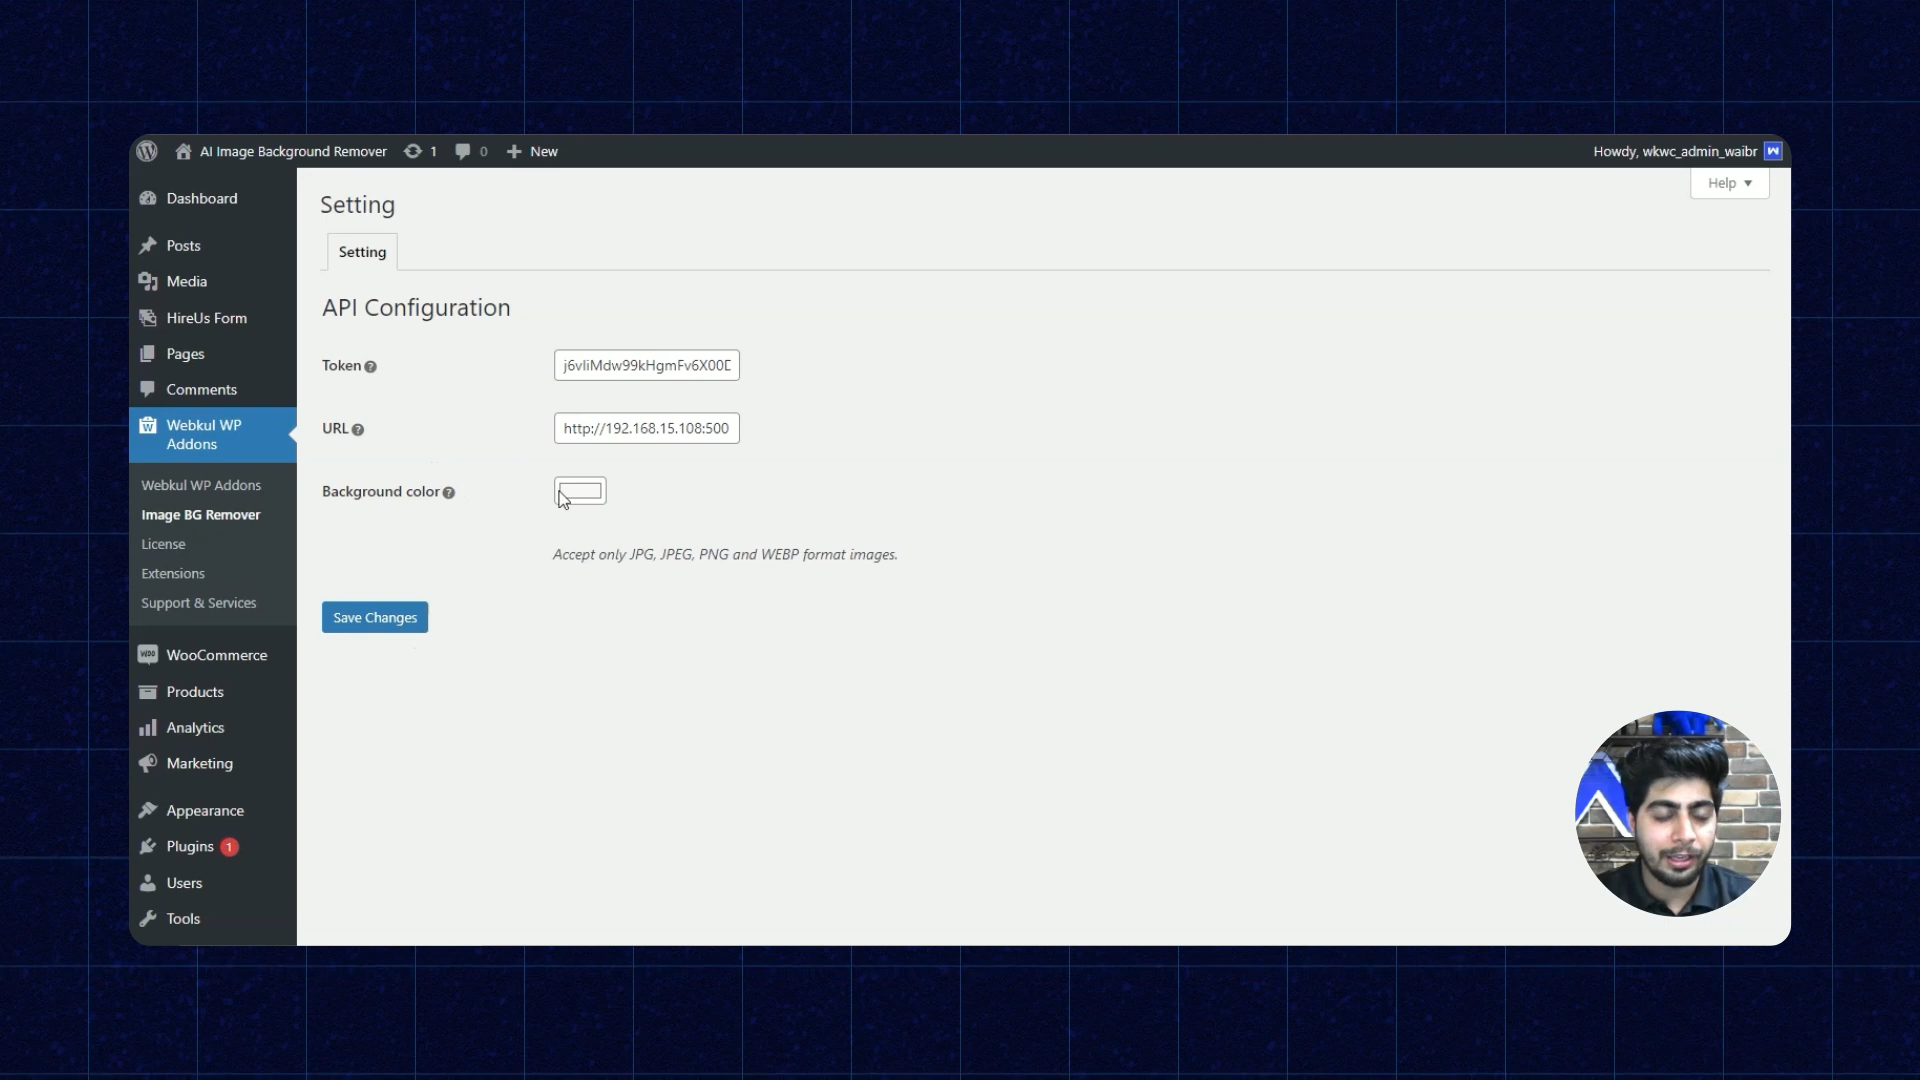 AI Image Background Remover 1 0 New Howdy, wkwc_admin_waibr
Help
Dashboard
Posts
Media
HireUs Form
Pages
Comments
Webkul WP
Addons
Webkul WP Addons
Image BG Remover
License
Extensions
Support & Services
WooCommerce
Products
Analytics
Marketing
Appearance
Plugins 1
Users
Tools
Setting
Setting
API Configuration
Token
j6vIiMdw99kHgmFv6X00E
URL
http://192.168.15.108:500
Background color
Accept only JPG, JPEG, PNG and WEBP format images.
Save Changes